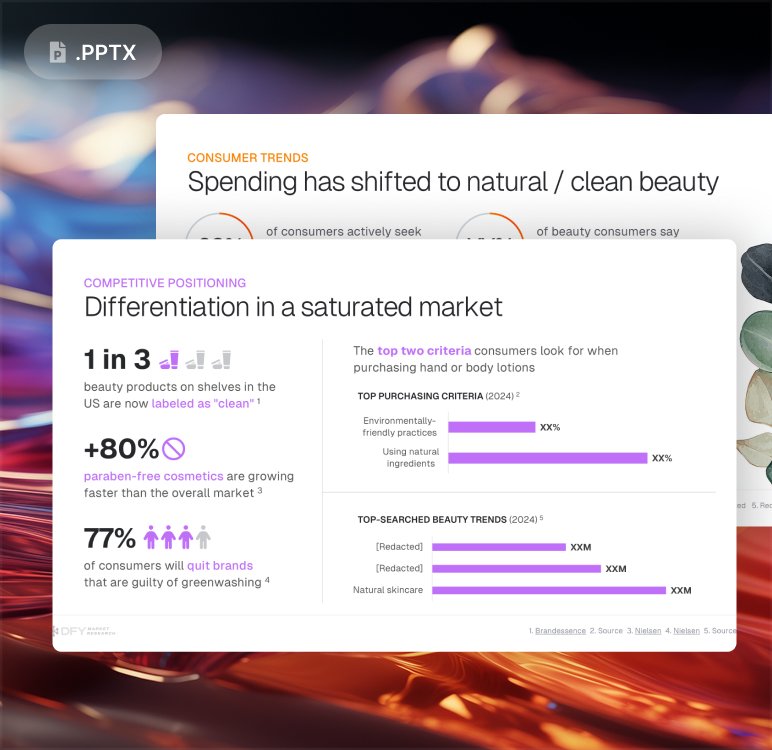 .PPTX
CONSUMER TRENDS
Spending has shifted to natural / clean beauty
of consumers actively seek
of beauty consumers say
COMPETITIVE POSITIONING
Differentiation in a saturated market
1 in 3
beauty products on shelves in the
US are now labeled as "clean" 1
+80%
paraben-free cosmetics are growing
faster than the overall market 3
77%
of consumers will quit brands
that are guilty of greenwashing 4
The top two criteria consumers look for when
purchasing hand or body lotions
TOP PURCHASING CRITERIA (2024) 2
Environmentally-
friendly practices
XX%
Using natural
ingredients
XX%
TOP-SEARCHED BEAUTY TRENDS (2024) 5
[Redacted] XXM
[Redacted] XXM
Natural skincare XXM
DFY MARKET
RESEARCH
1. Brandessence 2. Source 3. Nielsen 4. Nielsen 5. Source
5.